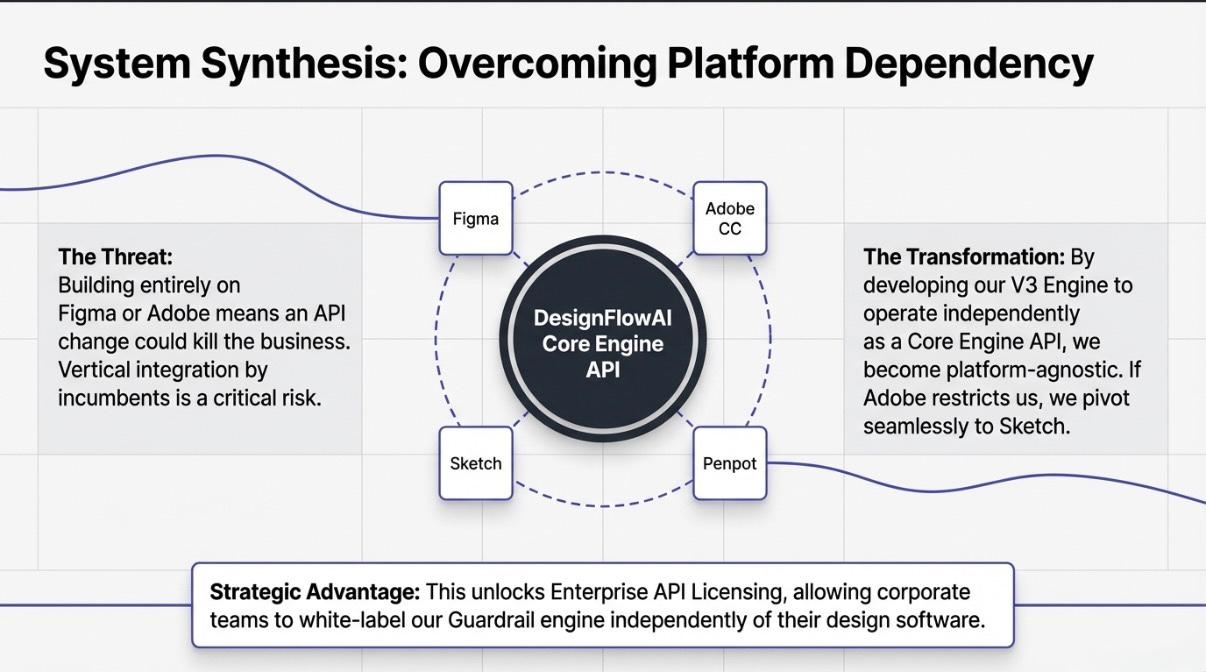 System Synthesis: Overcoming Platform Dependency
Figma
Adobe
CC
The Threat:
Building entirely on
Figma or Adobe means an API
change could kill the business.
Vertical integration by
incumbents is a critical risk.
DesignFlowAI
Core Engine
API
The Transformation: By
developing our V3 Engine to
operate independently
as a Core Engine API, we
become platform-agnostic. If
Adobe restricts us, we pivot
seamlessly to Sketch.
Sketch
Penpot
Strategic Advantage: This unlocks Enterprise API Licensing, allowing corporate
teams to white-label our Guardrail engine independently of their design software.